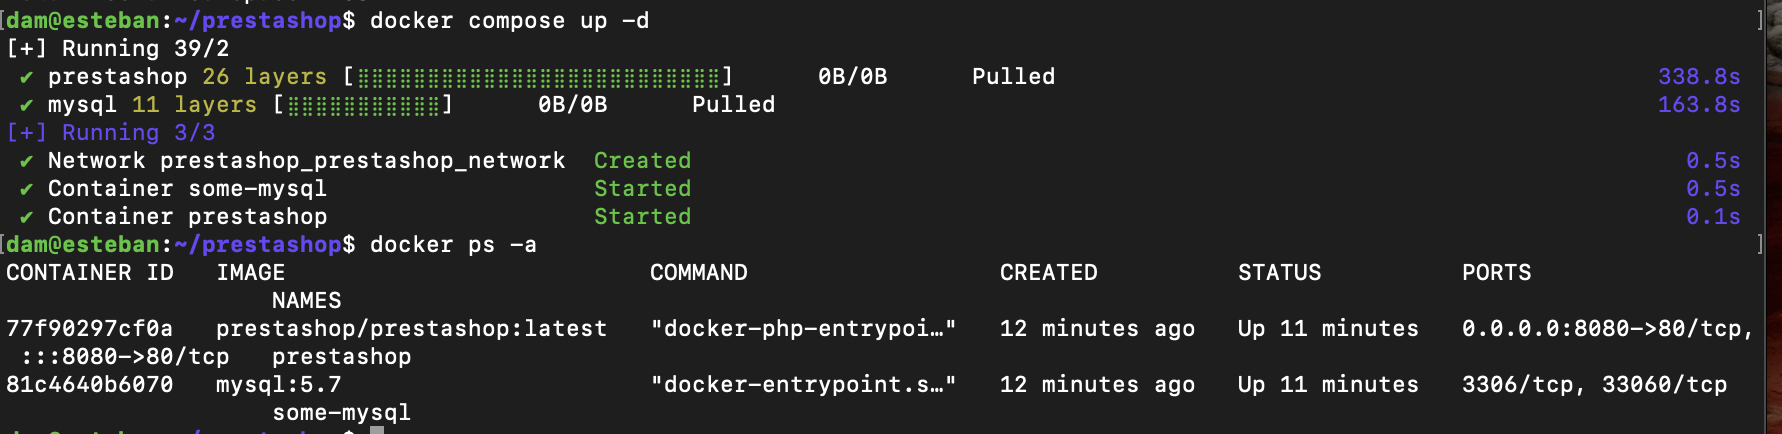 [dam@esteban:~/prestashop$ docker compose up -d ]
[+] Running 39/2
✔ prestashop 26 layers [⣿⣿⣿⣿⣿⣿⣿⣿⣿⣿⣿⣿⣿⣿⣿⣿⣿⣿⣿⣿⣿⣿⣿⣿⣿⣿] 0B/0B Pulled 338.8s
✔ mysql 11 layers [⣿⣿⣿⣿⣿⣿⣿⣿⣿⣿⣿] 0B/0B Pulled 163.8s
[+] Running 3/3
✔ Network prestashop_prestashop_network Created 0.5s
✔ Container some-mysql Started 0.5s
✔ Container prestashop Started 0.1s
[dam@esteban:~/prestashop$ docker ps -a ]
CONTAINER ID IMAGE COMMAND CREATED STATUS PORTS
NAMES
77f90297cf0a prestashop/prestashop:latest "docker-php-entrypoi…" 12 minutes ago Up 11 minutes 0.0.0.0:8080->80/tcp,
:::8080->80/tcp prestashop
81c4640b6070 mysql:5.7 "docker-entrypoint.s…" 12 minutes ago Up 11 minutes 3306/tcp, 33060/tcp
some-mysql